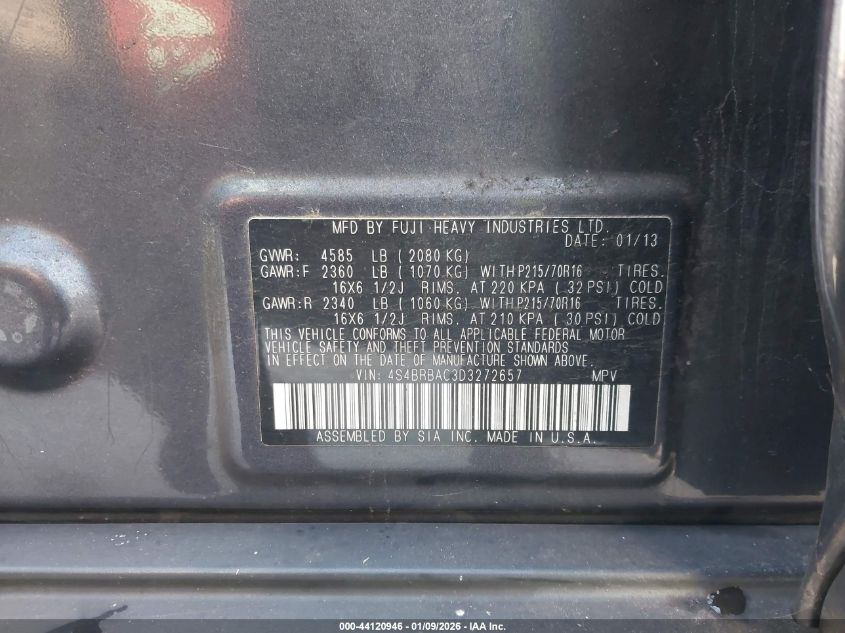 MFD BY FUJI HEAVY INDUSTRIES LTD.
DATE: 01/13
GVWR: 4585 LB ( 2080 KG)
GAWR:F 2360 LB ( 1070 KG) WITH P215/70R16 TIRES.
16X6 1/2J RIMS. AT 220 KPA ( 32 PSI) COLD
GAWR:R 2340 LB ( 1060 KG) WITH P215/70R16 TIRES.
16X6 1/2J RIMS. AT 210 KPA ( 30 PSI) COLD
THIS VEHICLE CONFORMS TO ALL APPLICABLE FEDERAL MOTOR
VEHICLE SAFETY AND THEFT PREVENTION STANDARDS
IN EFFECT ON THE DATE OF MANUFACTURE SHOWN ABOVE.
VIN: 4S4BRBAC3D3272657 MPV
ASSEMBLED BY SIA INC. MADE IN U.S.A.
000-44120946 - 01/09/2026 - IAA Inc.